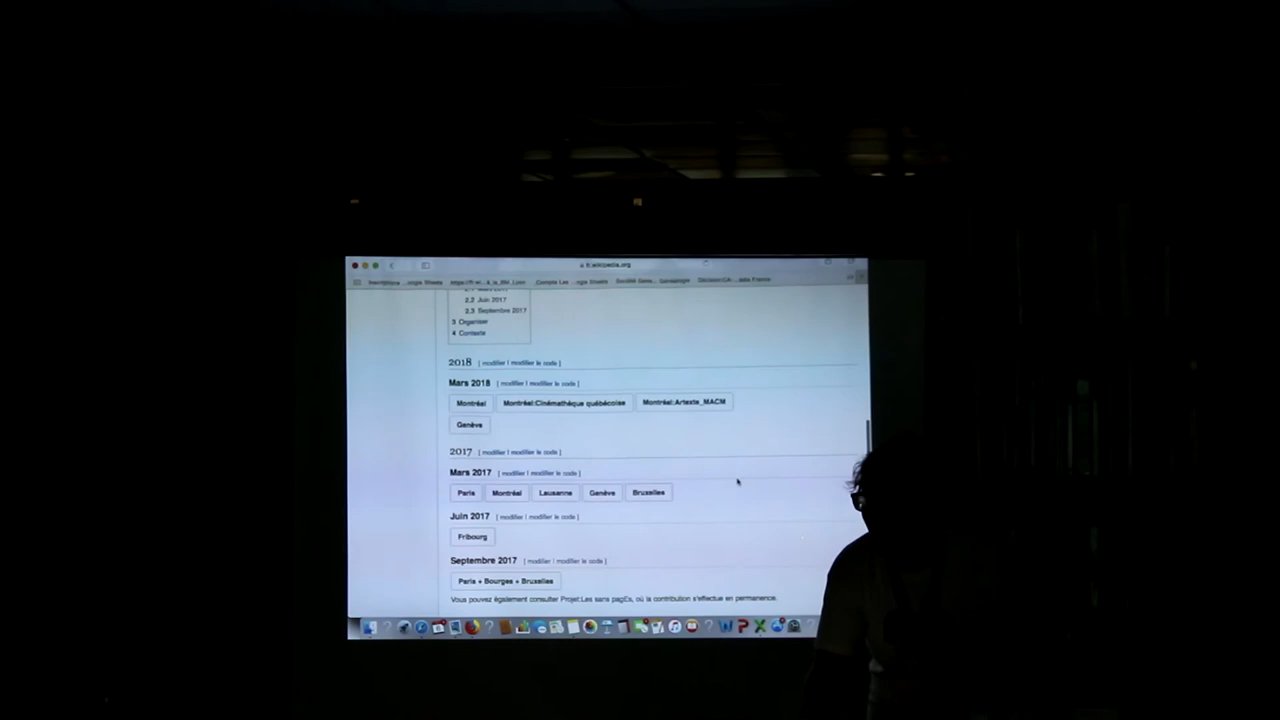 fr.wikipedia.org
2.2 Juin 2017
2.3 Septembre 2017
3 Organiser
4 Contexte
2018 [ modifier | modifier le code ]
Mars 2018 [ modifier | modifier le code ]
Montréal Montréal:Cinémathèque québécoise Montréal:Artexte_MACM
Genève
2017 [ modifier | modifier le code ]
Mars 2017 [ modifier | modifier le code ]
Paris Montréal Lausanne Genève Bruxelles
Juin 2017 [ modifier | modifier le code ]
Fribourg
Septembre 2017 [ modifier | modifier le code ]
Paris + Bourges + Bruxelles
Vous pouvez également consulter Projet:Les sans pagEs, où la contribution s'effectue en permanence.